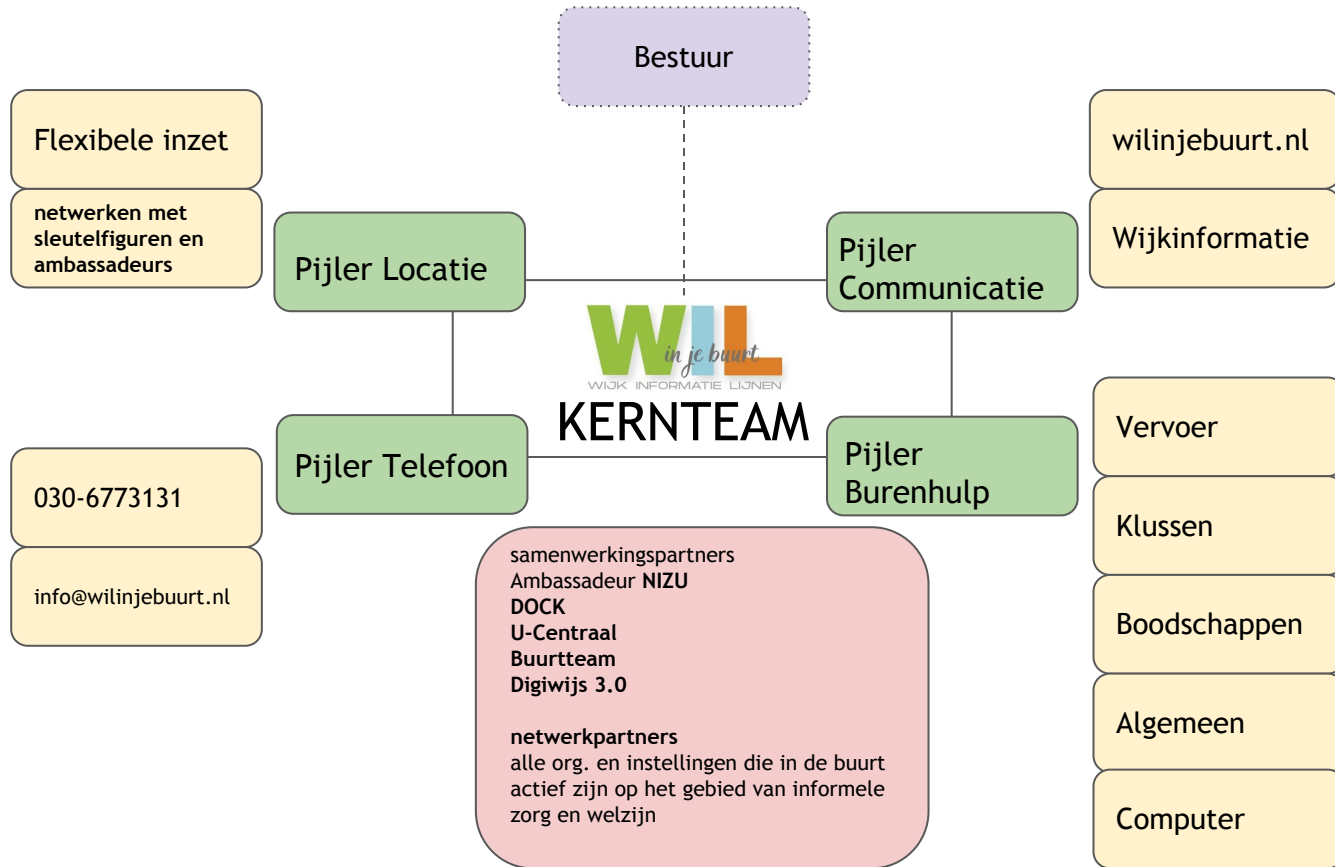 Bestuur
Flexibele inzet
netwerken met
sleutelfiguren en
ambassadeurs
Pijler Locatie
Pijler
Communicatie
wilinjebuurt.nl
Wijkinformatie
WIL
in je buurt
WIJK INFORMATIE LIJNEN
KERNTEAM
Pijler Telefoon
030-6773131
info@wilinjebuurt.nl
Pijler
Burenhulp
Vervoer
Klussen
Boodschappen
Algemeen
Computer
samenwerkingspartners
Ambassadeur NIZU
DOCK
U-Centraal
Buurtteam
Digiwijs 3.0
netwerkpartners
alle org. en instellingen die in de buurt
actief zijn op het gebied van informele
zorg en welzijn